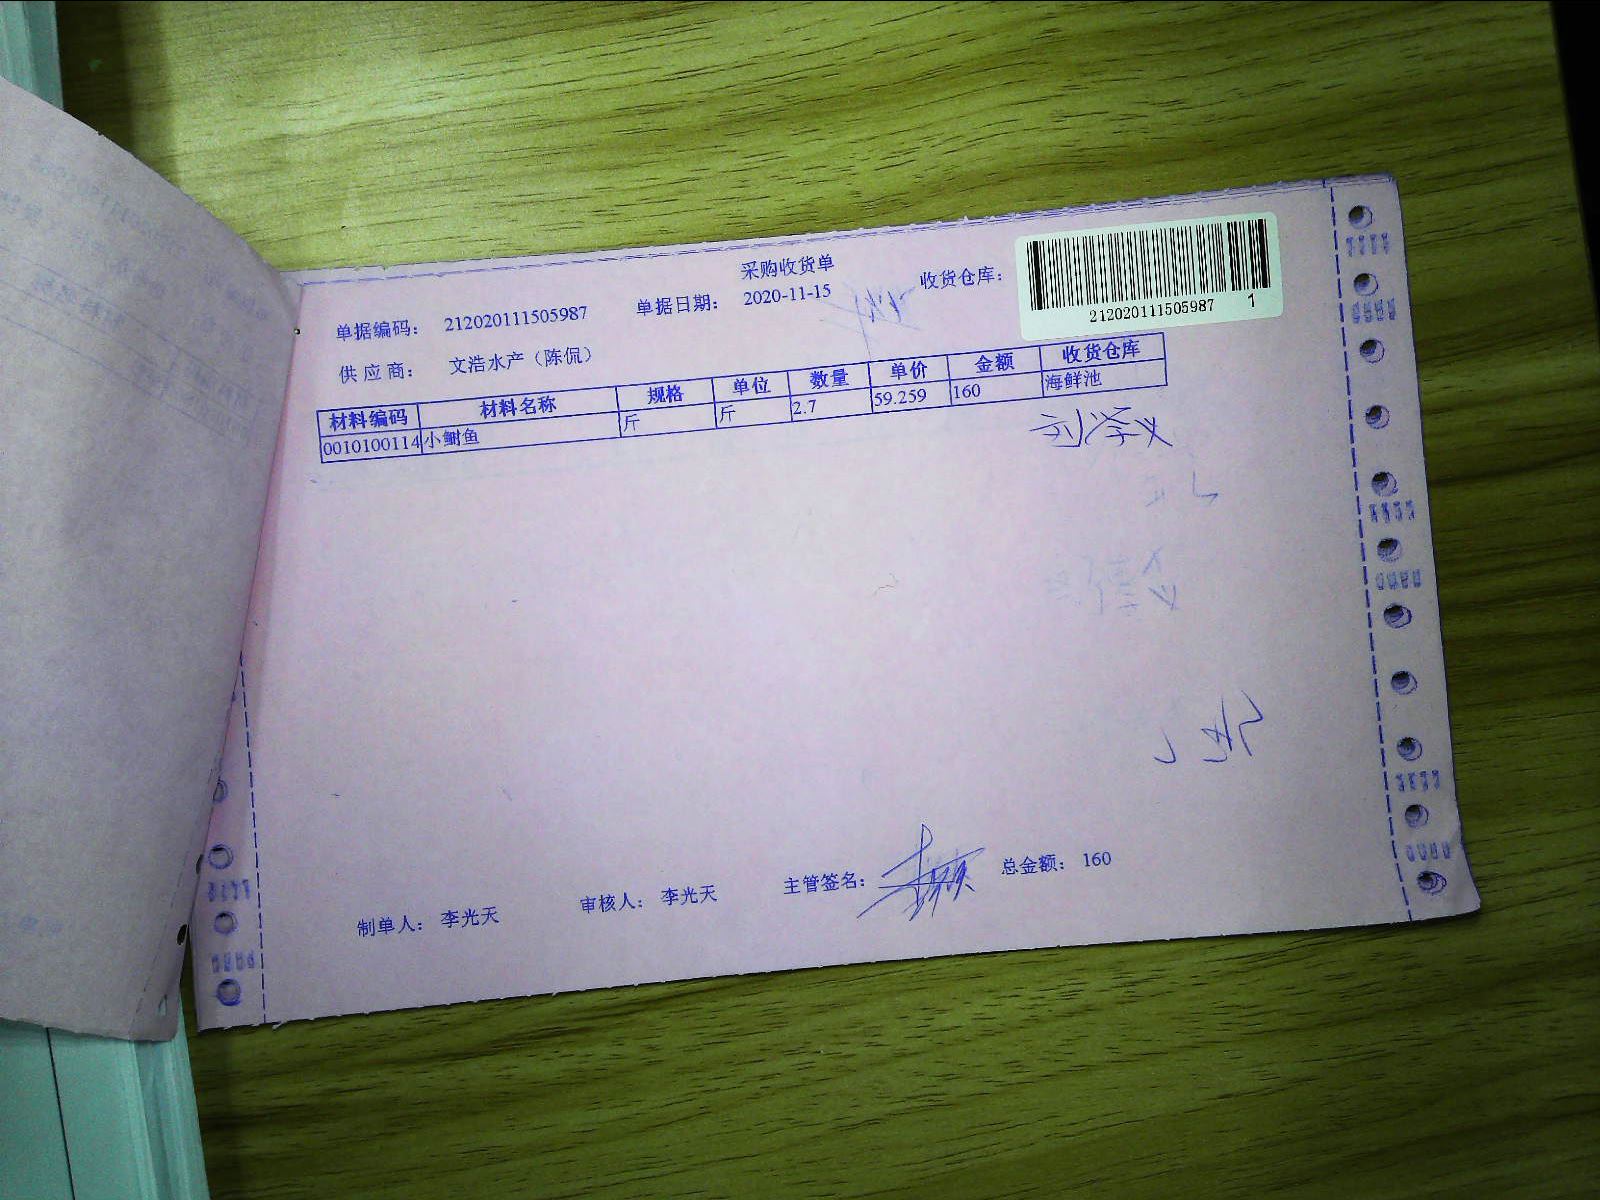 采购收货单
单据编码： 212020111505987 单据日期： 2020-11-15 收货仓库：
212020111505987 1
供应商： 文浩水产（陈侃）
材料编码 材料名称 规格 单位 数量 单价 金额 收货仓库
0010100114 小鲥鱼 斤 斤 2.7 59.259 160 海鲜池
制单人： 李光天 审核人： 李光天 主管签名： 总金额： 160